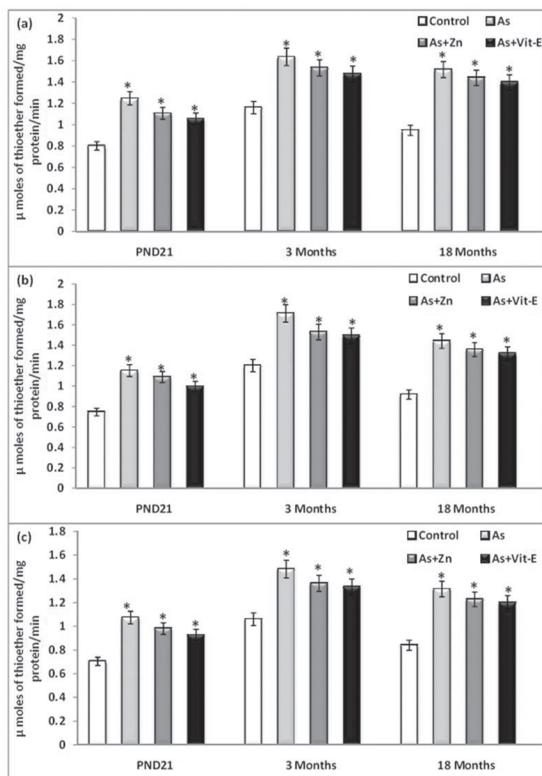 (a)
Control As
As+Zn As+Vit-E
μ moles of thioether formed/mg
protein/min
2
1.8
1.6
1.4
1.2
1
0.8
0.6
0.4
0.2
0
* * * * * * * * *
PND21 3 Months 18 Months
(b)
Control As
As+Zn As+Vit-E
μ moles of thioether formed/mg
protein/min
2
1.8
1.6
1.4
1.2
1
0.8
0.6
0.4
0.2
0
* * * * * * * * *
PND21 3 Months 18 Months
(c)
Control As
As+Zn As+Vit-E
μ moles of thioether formed/mg
protein/min
1.8
1.6
1.4
1.2
1
0.8
0.6
0.4
0.2
0
* * * * * * * * *
PND21 3 Months 18 Months